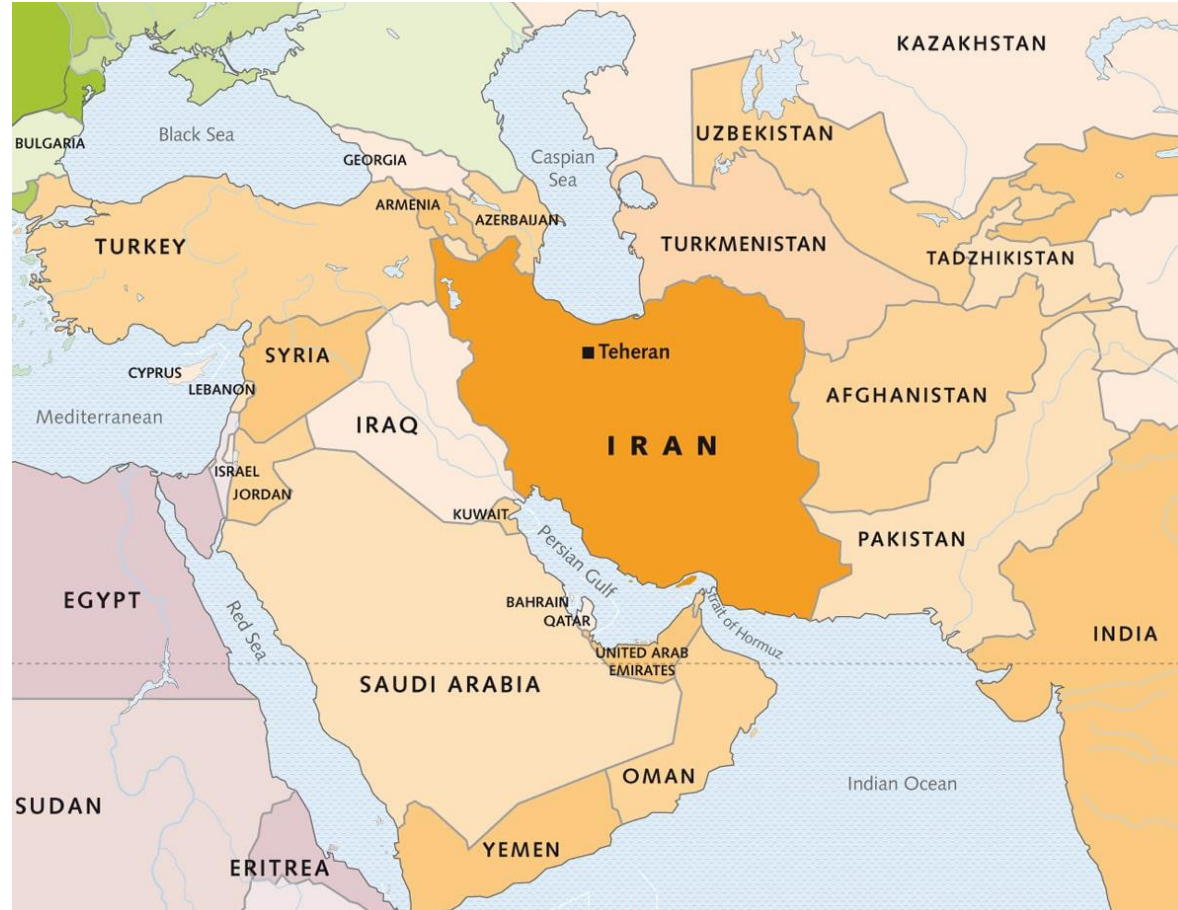 KAZAKHSTAN
Black Sea
UZBEKISTAN
BULGARIA
GEORGIA
Caspian
Sea
ARMENIA
AZERBAIJAN
TURKEY
TURKMENISTAN
TADZHIKISTAN
Teheran
SYRIA
CYPRUS
LEBANON
AFGHANISTAN
Mediterranean
IRAQ
IRAN
ISRAEL
JORDAN
KUWAIT
PAKISTAN
Persian Gulf
EGYPT
BAHRAIN
QATAR
Strait of Hormuz
Red Sea
INDIA
UNITED ARAB
EMIRATES
SAUDI ARABIA
OMAN
Indian Ocean
SUDAN
YEMEN
ERITREA